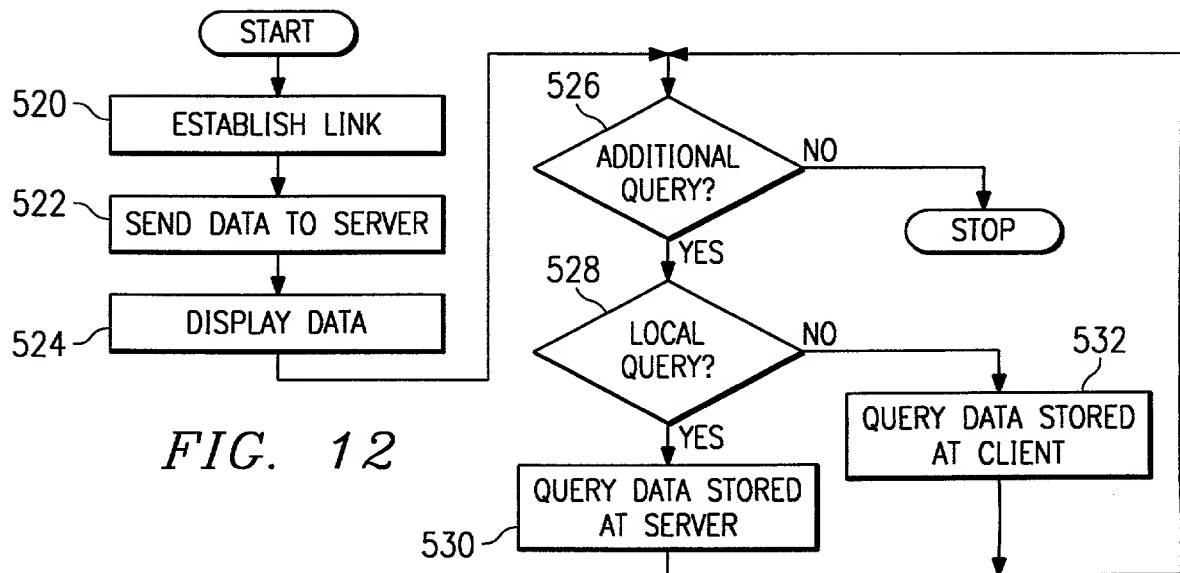 START
520
ESTABLISH LINK
522
SEND DATA TO SERVER
524
DISPLAY DATA
FIG. 12
526
ADDITIONAL
QUERY?
NO
STOP
YES
528
LOCAL
QUERY?
NO
532
QUERY DATA STORED
AT CLIENT
YES
QUERY DATA STORED
AT SERVER
530